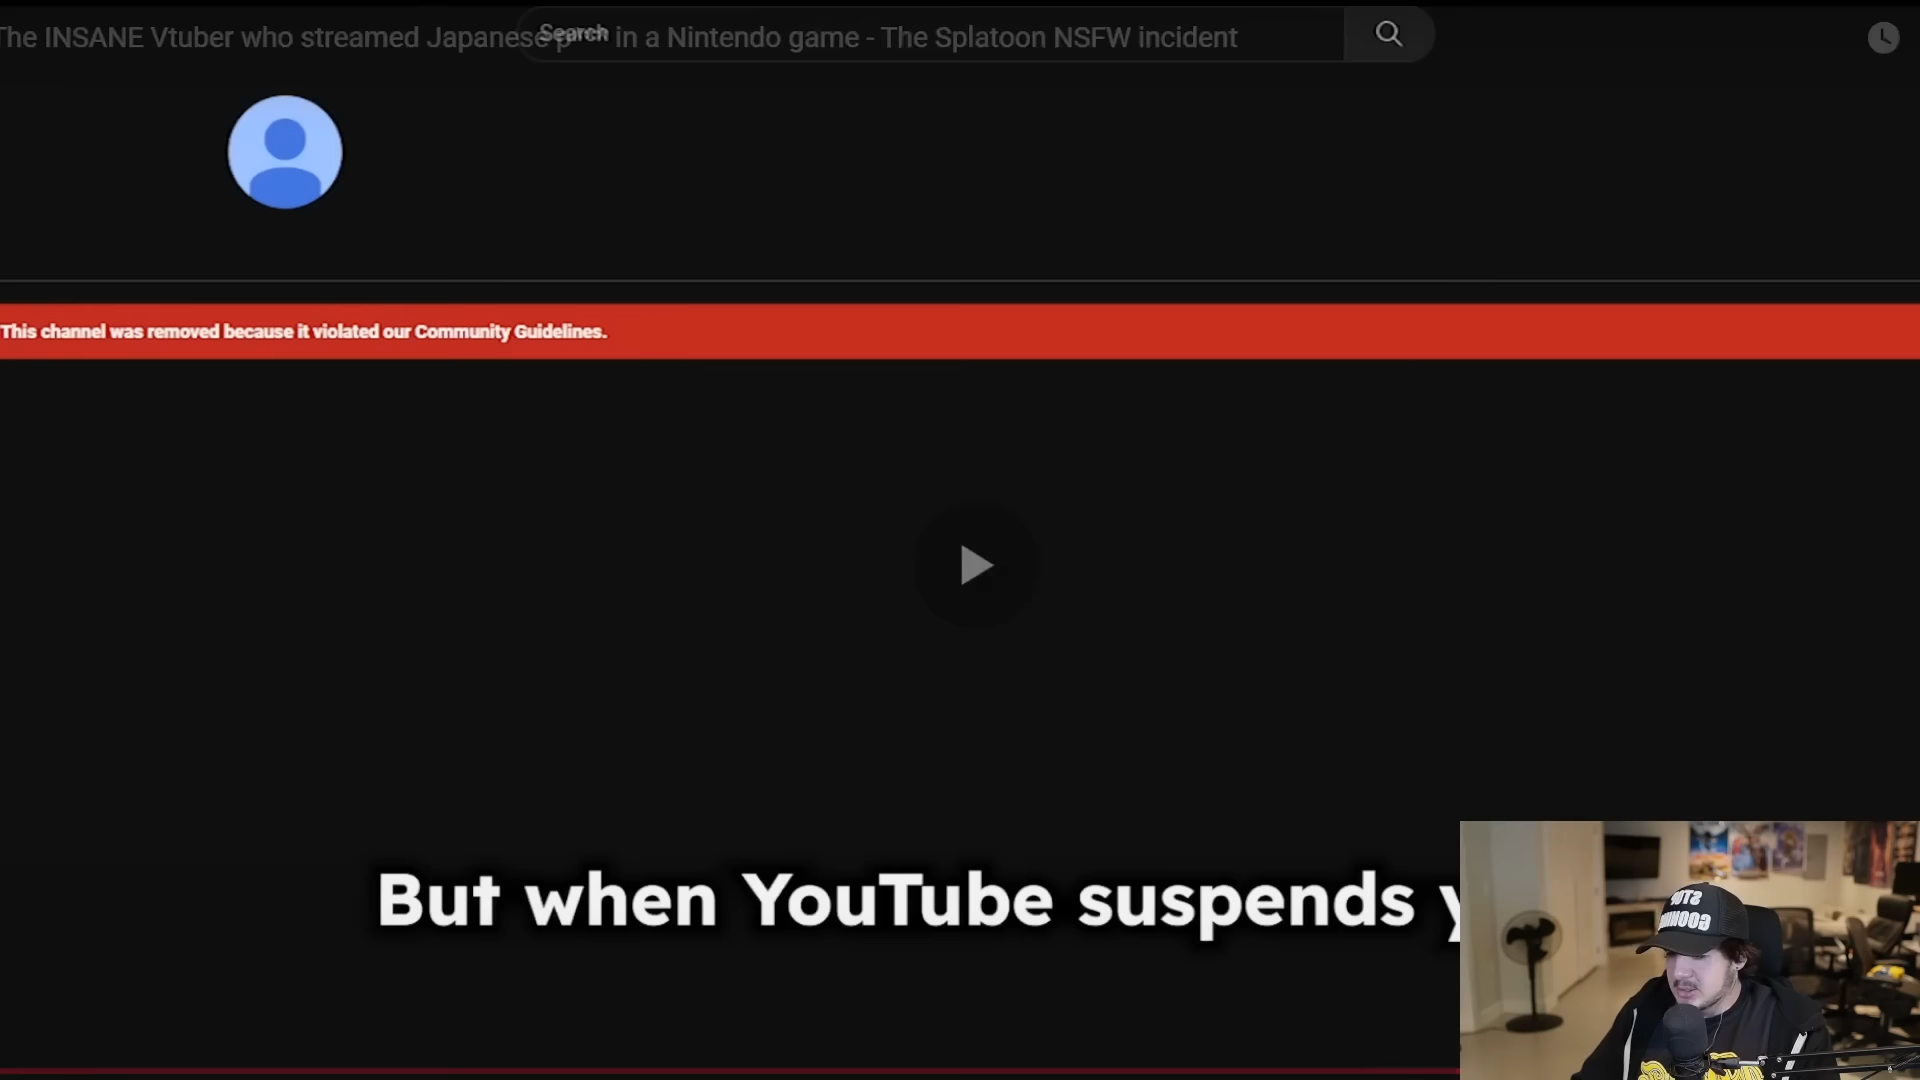 The INSANE Vtuber who streamed Japanese p in a Nintendo game - The Splatoon NSFW incident
Search
This channel was removed because it violated our Community Guidelines.
But when YouTube suspends
STOP